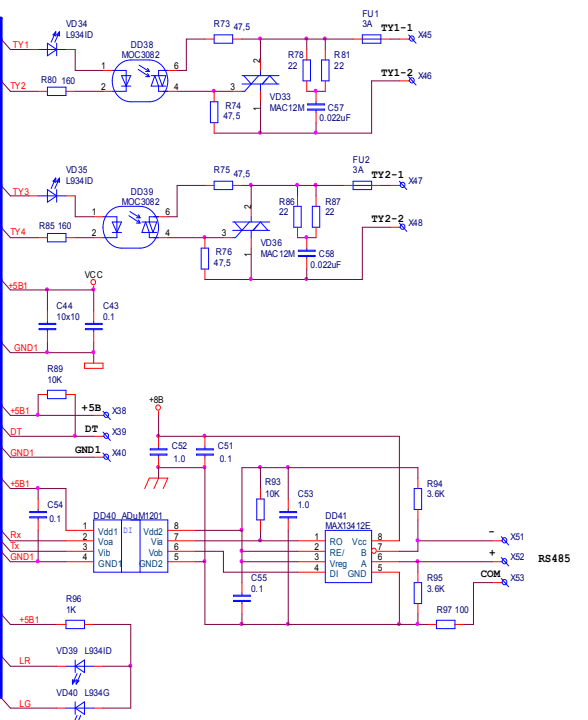 VD34
L934ID
TY1
1
R80 160
TY2
2
DD38
MOC3082
6
4
R73 47,5
R74
47,5
3
2
1
VD33
MAC12M
R78
22
R81
22
C57
0.022uF
FU1
3A
TY1-1
X45
TY1-2
X46
VD35
L934ID
TY3
1
R85 160
TY4
2
DD39
MOC3082
6
4
R75 47,5
R76
47,5
3
2
1
VD36
MAC12M
R86
22
R87
22
C58
0.022uF
FU2
3A
TY2-1
X47
TY2-2
X48
VCC
+5B1
C44
10x10
C43
0.1
GND1
R89
10K
+5B1
+5B
X38
DT
DT
X39
GND1
GND1
X40
+8B
C52
1.0
C51
0.1
+5B1
C54
0.1
Rx
Tx
GND1
DD40 ADuM1201
DI
1 Vdd1 Vdd2 8
2 Voa Via 7
3 Vib Vob 6
4 GND1 GND2 5
R93
10K
C53
1.0
C55
0.1
DD41
MAX13412E
1 RO Vcc 8
2 RE/ B 7
3 Vreg A 6
4 DI GND 5
R94
3.6K
R95
3.6K
R97 100
-
X51
+
X52
COM
X53
RS485
R96
1K
+5B1
VD39 L934ID
LR
VD40 L934G
LG